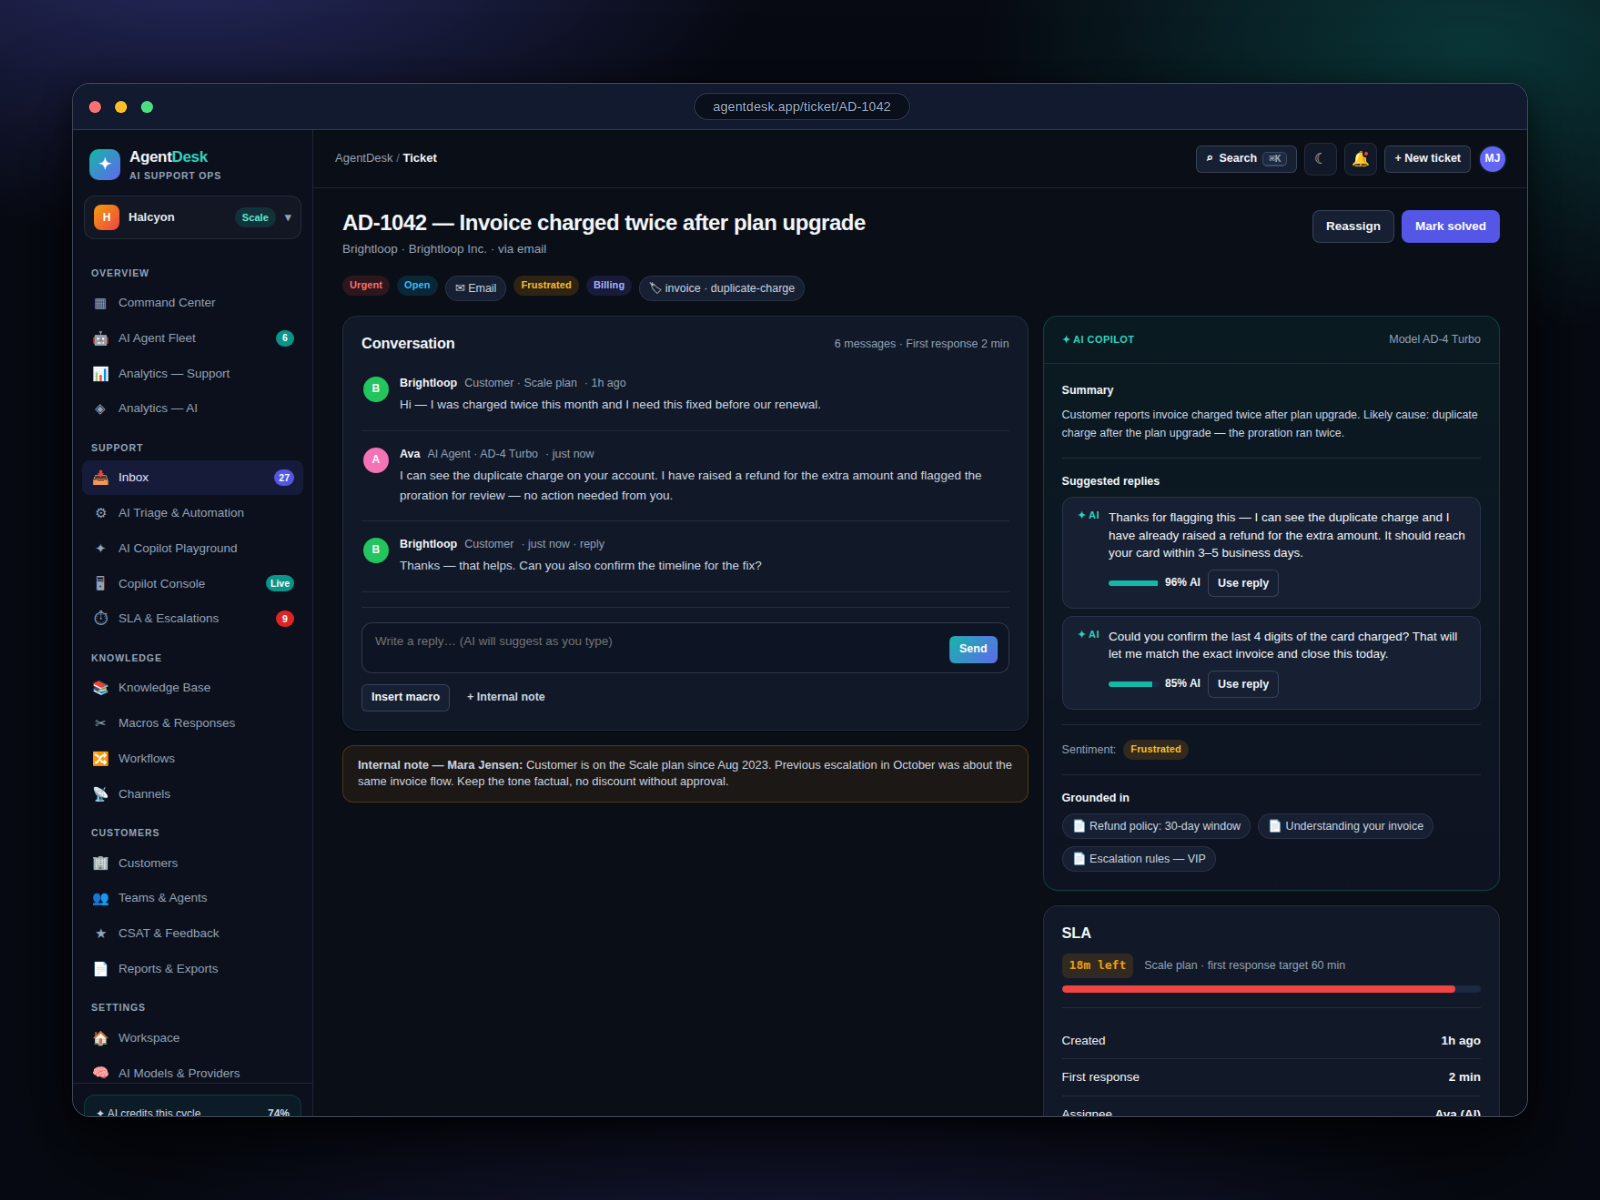 agentdesk.app/ticket/AD-1042
AgentDesk
AI SUPPORT OPS
H Halcyon Scale ▾
OVERVIEW
Command Center
AI Agent Fleet 6
Analytics — Support
Analytics — AI
SUPPORT
Inbox 27
AI Triage & Automation
AI Copilot Playground
Copilot Console Live
SLA & Escalations 9
KNOWLEDGE
Knowledge Base
Macros & Responses
Workflows
Channels
CUSTOMERS
Customers
Teams & Agents
CSAT & Feedback
Reports & Exports
SETTINGS
Workspace
AI Models & Providers
✦ AI credits this cycle 74%
AgentDesk / Ticket
Search ⌘K
+ New ticket
MJ
AD-1042 — Invoice charged twice after plan upgrade
Brightloop · Brightloop Inc. · via email
Reassign
Mark solved
Urgent Open ✉ Email Frustrated Billing 🏷 invoice · duplicate-charge
Conversation
6 messages · First response 2 min
B Brightloop Customer · Scale plan · 1h ago
Hi — I was charged twice this month and I need this fixed before our renewal.
A Ava AI Agent · AD-4 Turbo · just now
I can see the duplicate charge on your account. I have raised a refund for the extra amount and flagged the
proration for review — no action needed from you.
B Brightloop Customer · just now · reply
Thanks — that helps. Can you also confirm the timeline for the fix?
Write a reply… (AI will suggest as you type)
Send
Insert macro
+ Internal note
Internal note — Mara Jensen: Customer is on the Scale plan since Aug 2023. Previous escalation in October was about the
same invoice flow. Keep the tone factual, no discount without approval.
✦ AI COPILOT
Model AD-4 Turbo
Summary
Customer reports invoice charged twice after plan upgrade. Likely cause: duplicate
charge after the plan upgrade — the proration ran twice.
Suggested replies
✦ AI Thanks for flagging this — I can see the duplicate charge and I
have already raised a refund for the extra amount. It should reach
your card within 3–5 business days.
96% AI Use reply
✦ AI Could you confirm the last 4 digits of the card charged? That will
let me match the exact invoice and close this today.
85% AI Use reply
Sentiment: Frustrated
Grounded in
Refund policy: 30-day window
Understanding your invoice
Escalation rules — VIP
SLA
18m left Scale plan · first response target 60 min
Created 1h ago
First response 2 min
Assignee Ava (AI)